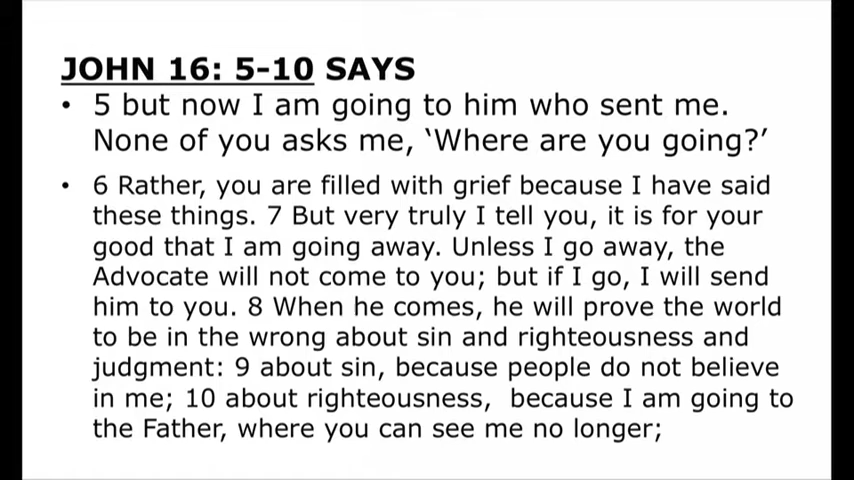 JOHN 16: 5-10 SAYS
• 5 but now I am going to him who sent me.
None of you asks me, ‘Where are you going?’
• 6 Rather, you are filled with grief because I have said
these things. 7 But very truly I tell you, it is for your
good that I am going away. Unless I go away, the
Advocate will not come to you; but if I go, I will send
him to you. 8 When he comes, he will prove the world
to be in the wrong about sin and righteousness and
judgment: 9 about sin, because people do not believe
in me; 10 about righteousness,  because I am going to
the Father, where you can see me no longer;